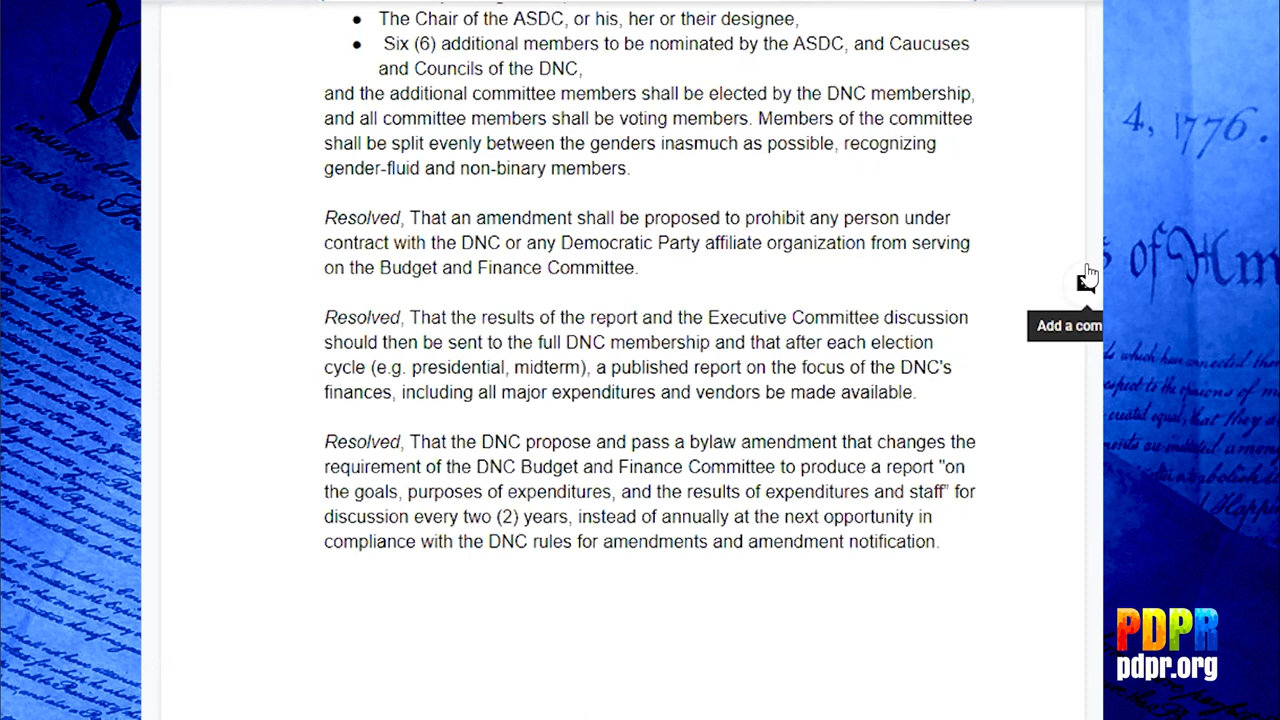 ● The Chair of the ASDC, or his, her or their designee,
● Six (6) additional members to be nominated by the ASDC, and Caucuses
and Councils of the DNC,
and the additional committee members shall be elected by the DNC membership,
and all committee members shall be voting members. Members of the committee
shall be split evenly between the genders inasmuch as possible, recognizing
gender-fluid and non-binary members.
Resolved, That an amendment shall be proposed to prohibit any person under
contract with the DNC or any Democratic Party affiliate organization from serving
on the Budget and Finance Committee.
Resolved, That the results of the report and the Executive Committee discussion
should then be sent to the full DNC membership and that after each election
cycle (e.g. presidential, midterm), a published report on the focus of the DNC's
finances, including all major expenditures and vendors be made available.
Resolved, That the DNC propose and pass a bylaw amendment that changes the
requirement of the DNC Budget and Finance Committee to produce a report "on
the goals, purposes of expenditures, and the results of expenditures and staff" for
discussion every two (2) years, instead of annually at the next opportunity in
compliance with the DNC rules for amendments and amendment notification.
Add a com
4, 1776.
of
which have connected
created equal, that they
PDPR
pdpr.org